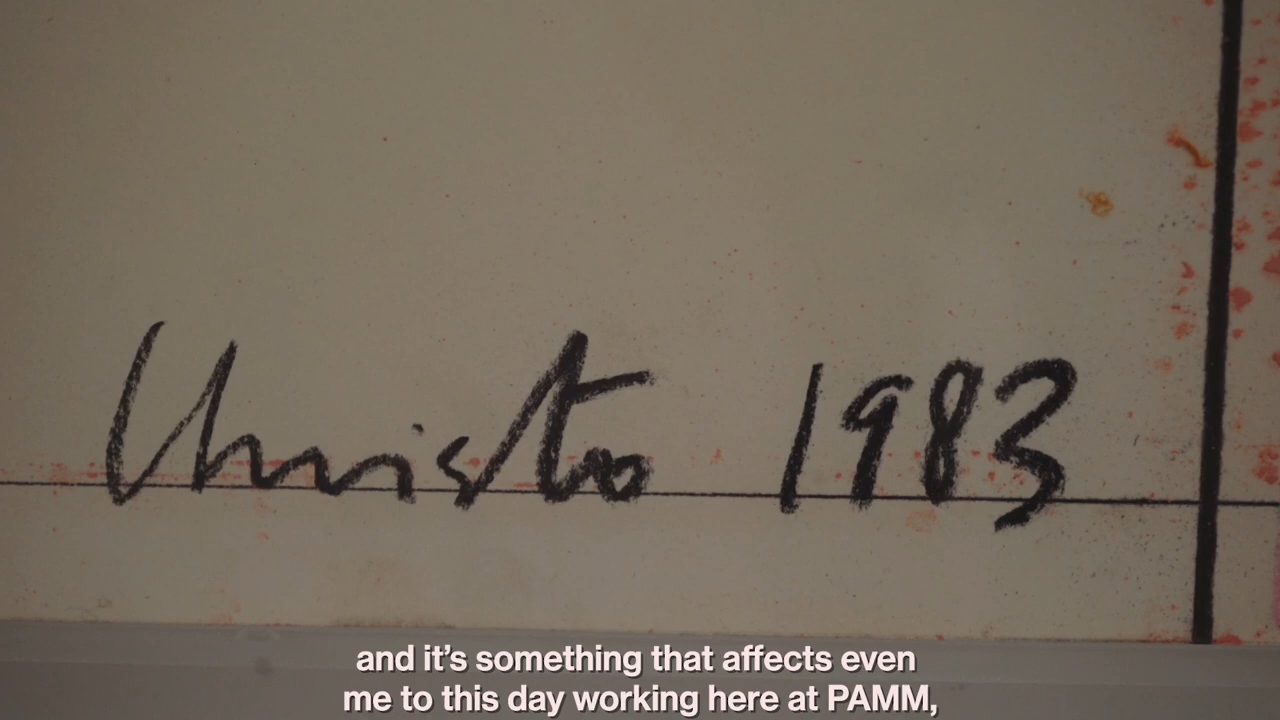 Christo 1983
and it’s something that affects even
me to this day working here at PAMM,